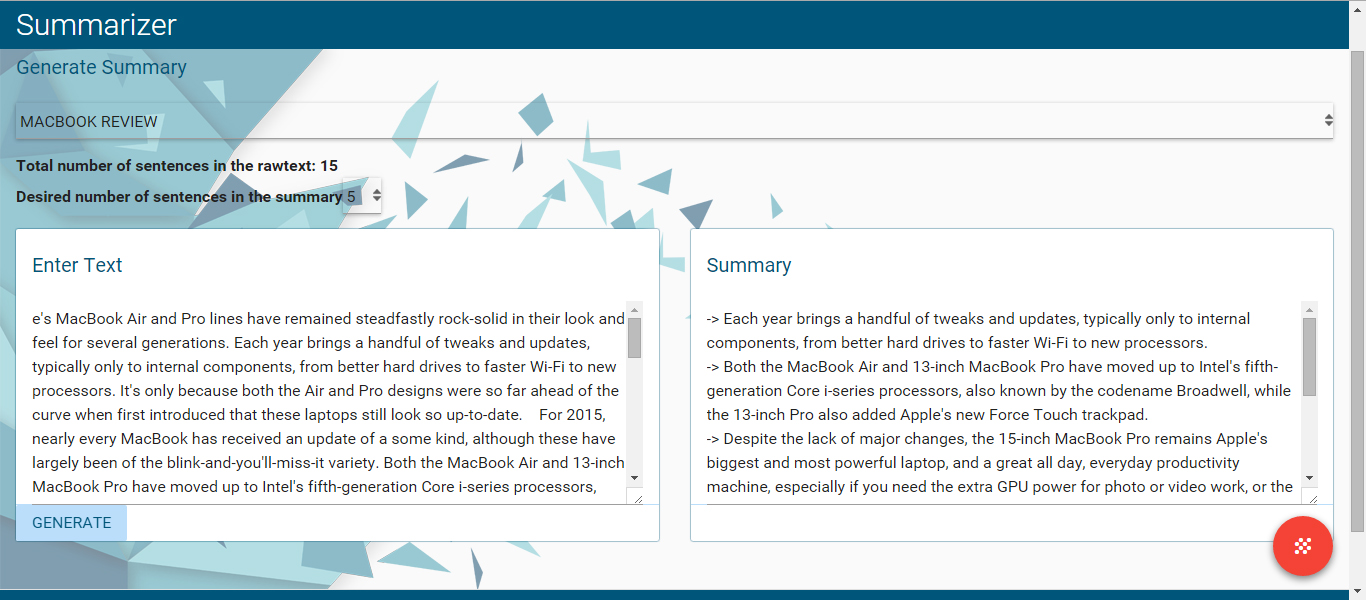 Summarizer
Generate Summary
MACBOOK REVIEW
Total number of sentences in the rawtext: 15
Desired number of sentences in the summary 5
Enter Text
e's MacBook Air and Pro lines have remained steadfastly rock-solid in their look and
feel for several generations. Each year brings a handful of tweaks and updates,
typically only to internal components, from better hard drives to faster Wi-Fi to new
processors. It's only because both the Air and Pro designs were so far ahead of the
curve when first introduced that these laptops still look so up-to-date. For 2015,
nearly every MacBook has received an update of a some kind, although these have
largely been of the blink-and-you'll-miss-it variety. Both the MacBook Air and 13-inch
MacBook Pro have moved up to Intel's fifth-generation Core i-series processors,
GENERATE
Summary
-> Each year brings a handful of tweaks and updates, typically only to internal
components, from better hard drives to faster Wi-Fi to new processors.
-> Both the MacBook Air and 13-inch MacBook Pro have moved up to Intel's fifth-
generation Core i-series processors, also known by the codename Broadwell, while
the 13-inch Pro also added Apple's new Force Touch trackpad.
-> Despite the lack of major changes, the 15-inch MacBook Pro remains Apple's
biggest and most powerful laptop, and a great all day, everyday productivity
machine, especially if you need the extra GPU power for photo or video work, or the